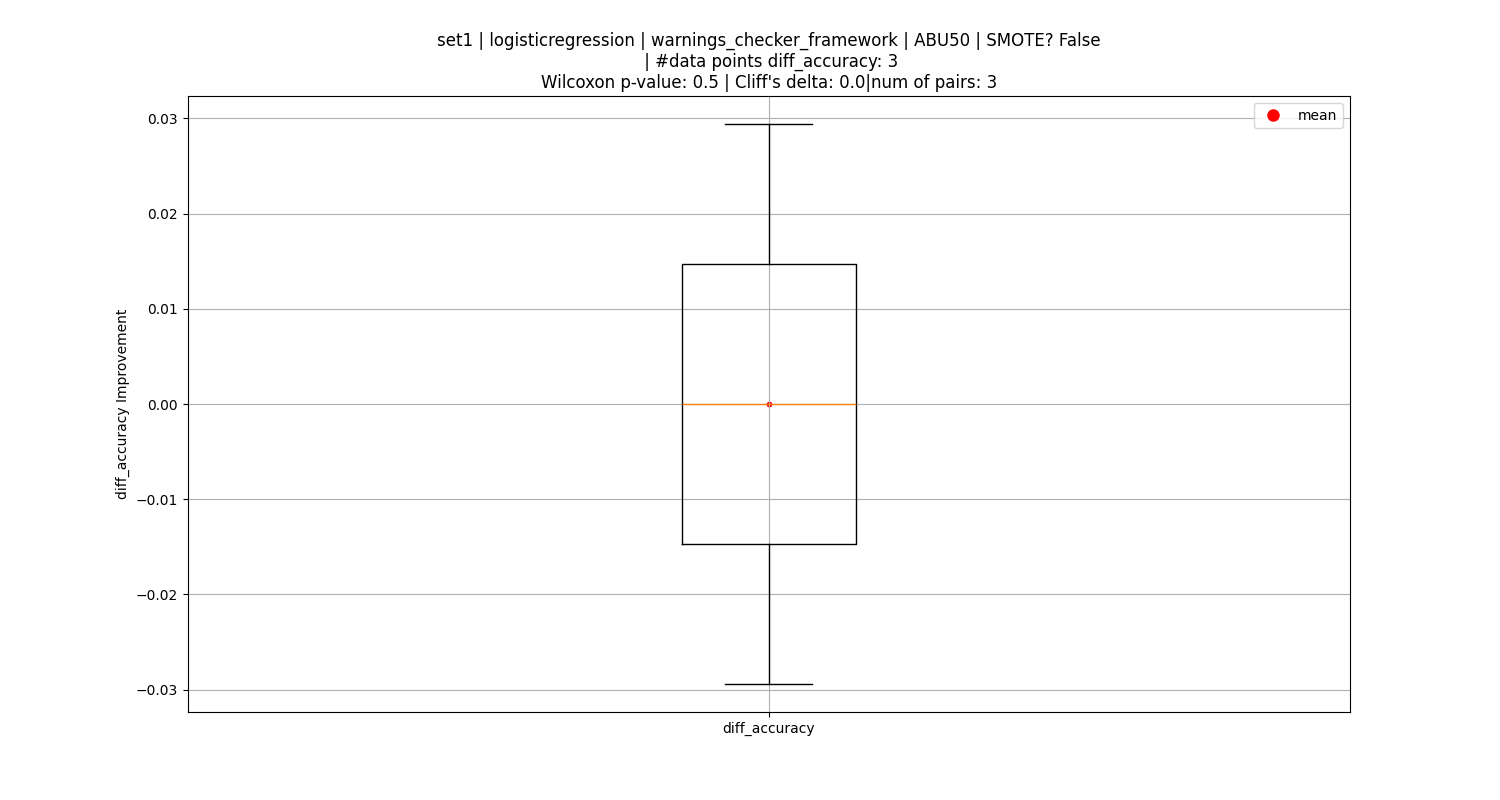 set1 | logisticregression | warnings_checker_framework | ABU50 | SMOTE? False
| #data points diff_accuracy: 3
Wilcoxon p-value: 0.5 | Cliff's delta: 0.0|num of pairs: 3
mean
0.03
0.02
0.01
0.00
−0.01
−0.02
−0.03
diff_accuracy Improvement
diff_accuracy